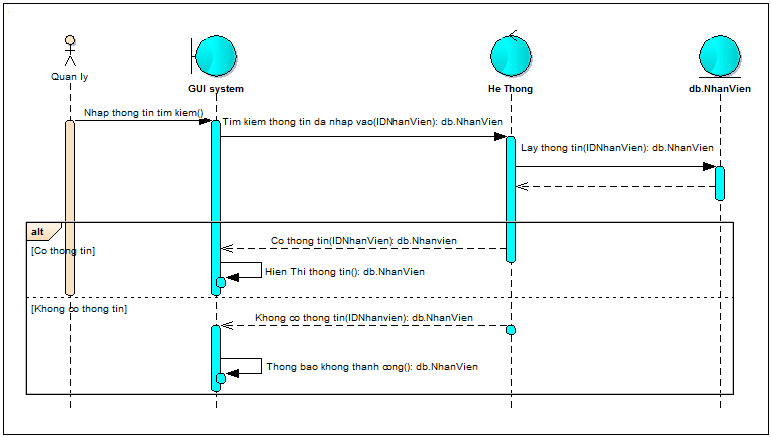 Quan ly
GUI system
He Thong
db.NhanVien
Nhap thong tin tim kiem()
Tim kiem thong tin da nhap vao(IDNhanVien): db.NhanVien
Lay thong tin(IDNhanVien): db.NhanVien
alt
[Co thong tin]
Co thong tin(IDNhanVien): db.Nhanvien
Hien Thi thong tin(): db.NhanVien
[Khong co thong tin]
Khong co thong tin(IDNhanvien): db.NhanVien
Thong bao khong thanh cong(): db.NhanVien